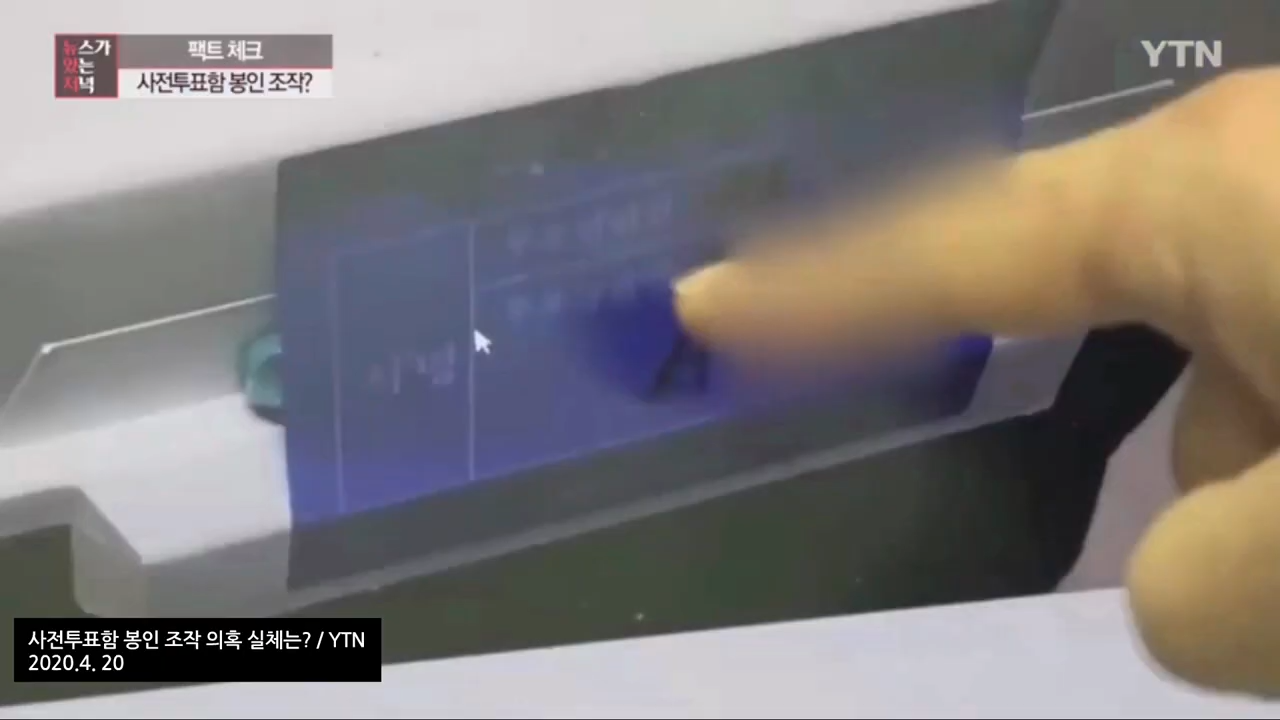 뉴스가
있는
저녁
팩트 체크
사전투표함 봉인 조작?
YTN
사전투표함 봉인 조작 의혹 실체는? / YTN
2020.4. 20